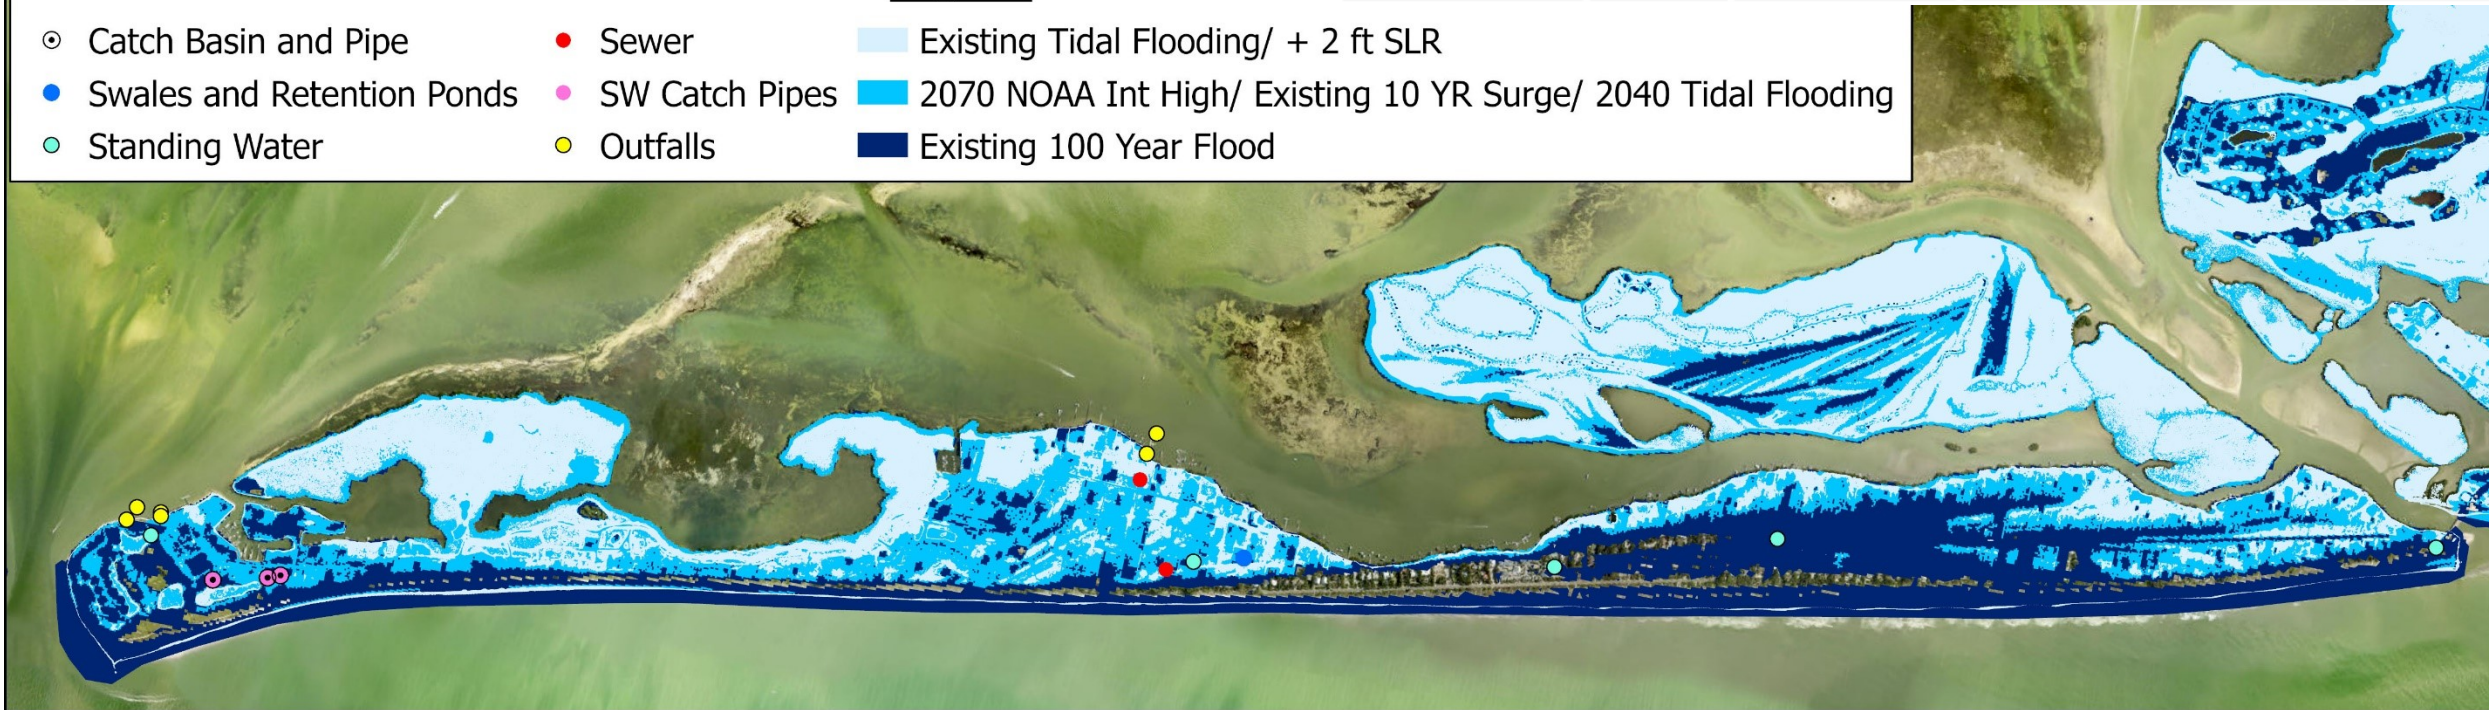 Catch Basin and Pipe
Swales and Retention Ponds
Standing Water
Sewer
SW Catch Pipes
Outfalls
Existing Tidal Flooding/ + 2 ft SLR
2070 NOAA Int High/ Existing 10 YR Surge/ 2040 Tidal Flooding
Existing 100 Year Flood